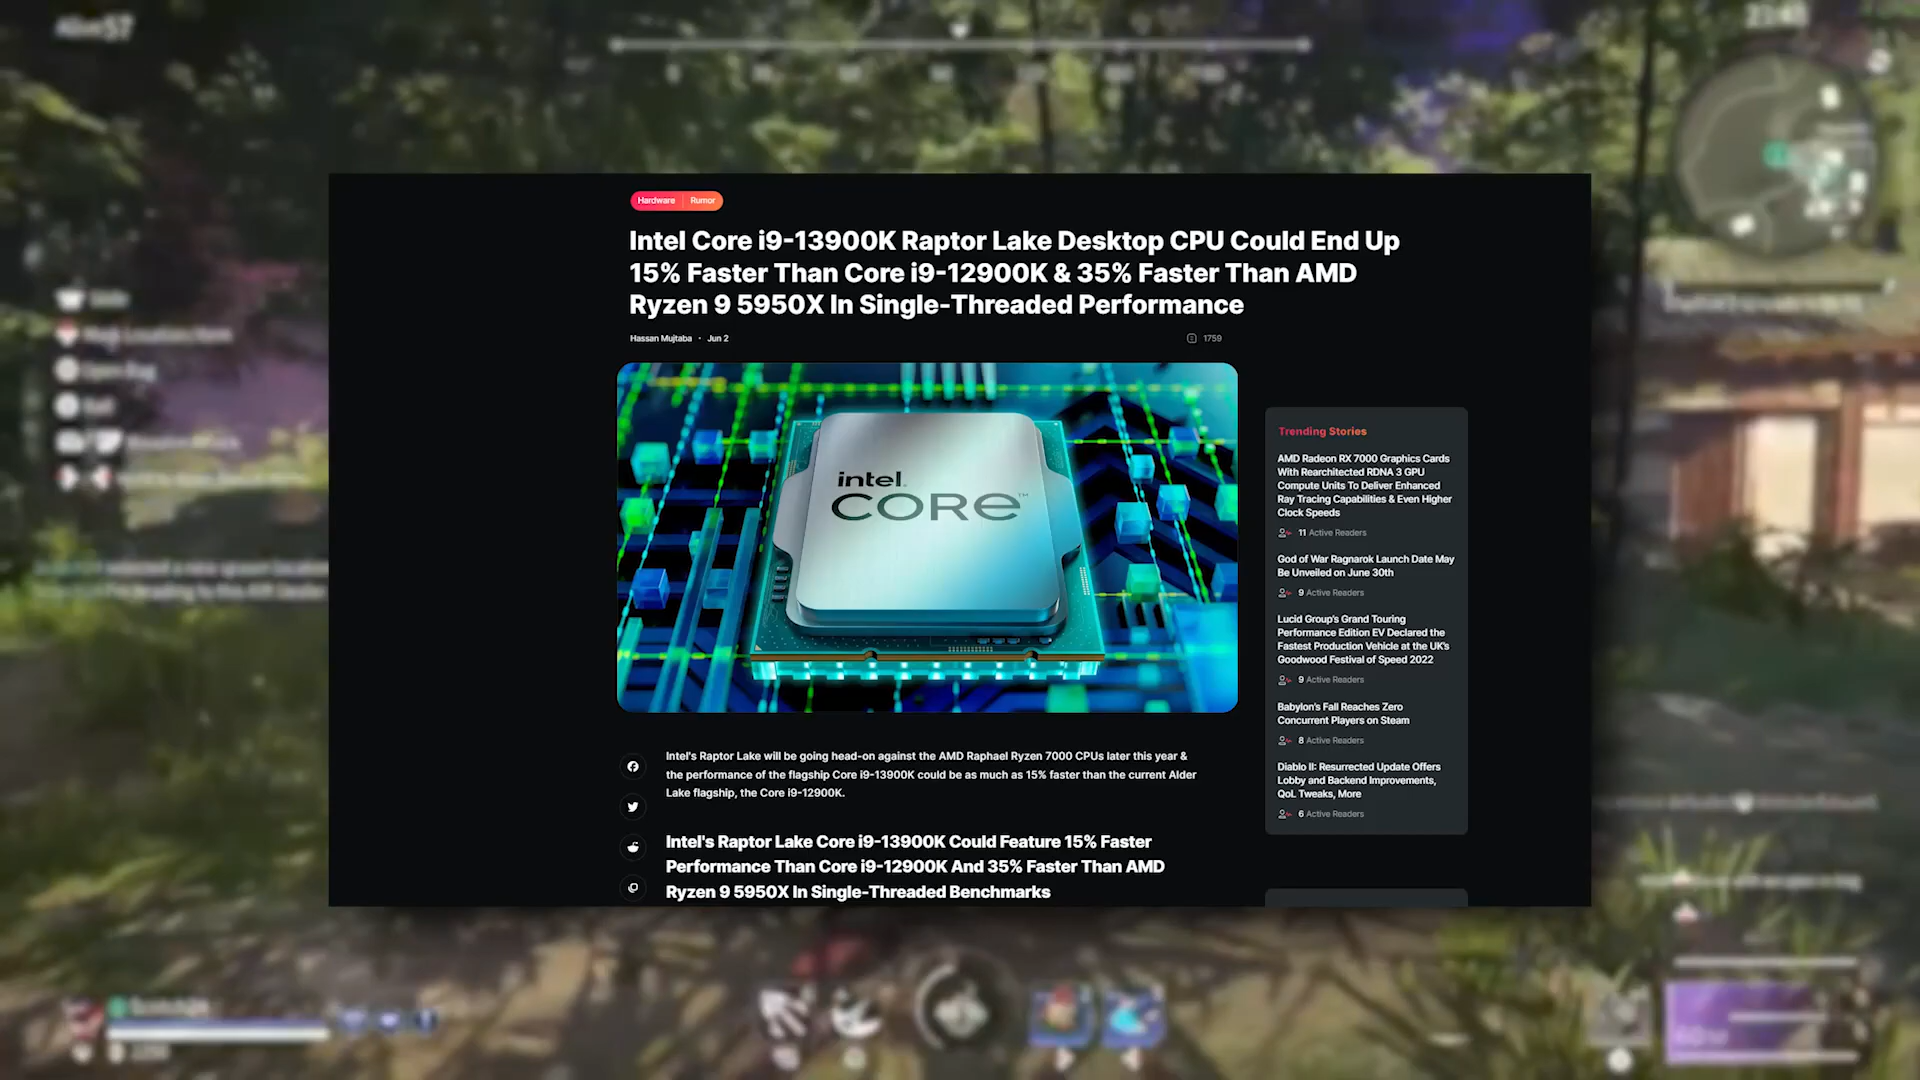 Hardware Rumor
Intel Core i9-13900K Raptor Lake Desktop CPU Could End Up
15% Faster Than Core i9-12900K & 35% Faster Than AMD
Ryzen 9 5950X In Single-Threaded Performance
Hassan Mujtaba • Jun 2
1759
intel.
CORE™
Trending Stories
AMD Radeon RX 7000 Graphics Cards
With Rearchitected RDNA 3 GPU
Compute Units To Deliver Enhanced
Ray Tracing Capabilities & Even Higher
Clock Speeds
11 Active Readers
God of War Ragnarok Launch Date May
Be Unveiled on June 30th
9 Active Readers
Lucid Group's Grand Touring
Performance Edition EV Declared the
Fastest Production Vehicle at the UK's
Goodwood Festival of Speed 2022
9 Active Readers
Babylon's Fall Reaches Zero
Concurrent Players on Steam
8 Active Readers
Diablo II: Resurrected Update Offers
Lobby and Backend Improvements,
QoL Tweaks, More
6 Active Readers
Intel's Raptor Lake will be going head-on against the AMD Raphael Ryzen 7000 CPUs later this year &
the performance of the flagship Core i9-13900K could be as much as 15% faster than the current Alder
Lake flagship, the Core i9-12900K.
Intel's Raptor Lake Core i9-13900K Could Feature 15% Faster
Performance Than Core i9-12900K And 35% Faster Than AMD
Ryzen 9 5950X In Single-Threaded Benchmarks